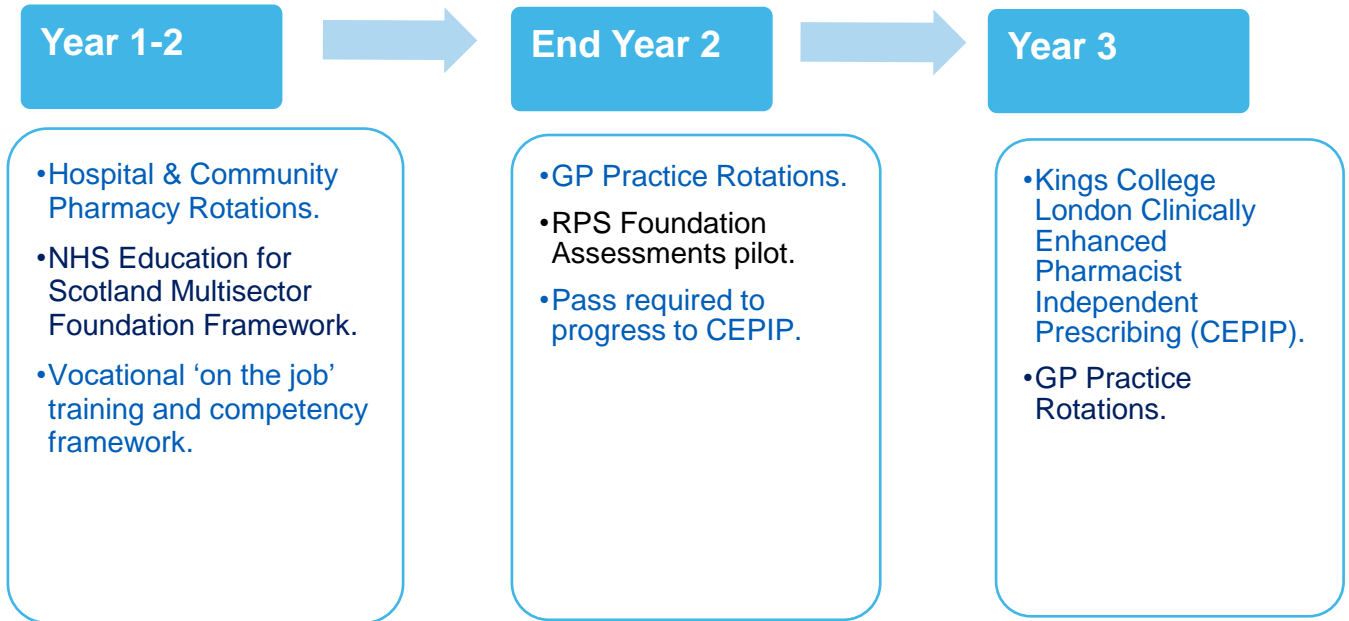 Year 1-2
•Hospital & Community
Pharmacy Rotations.
•NHS Education for
Scotland Multisector
Foundation Framework.
•Vocational ‘on the job’
training and competency
framework.
End Year 2
•GP Practice Rotations.
•RPS Foundation
Assessments pilot.
•Pass required to
progress to CEPIP.
Year 3
•Kings College
London Clinically
Enhanced
Pharmacist
Independent
Prescribing (CEPIP).
•GP Practice
Rotations.